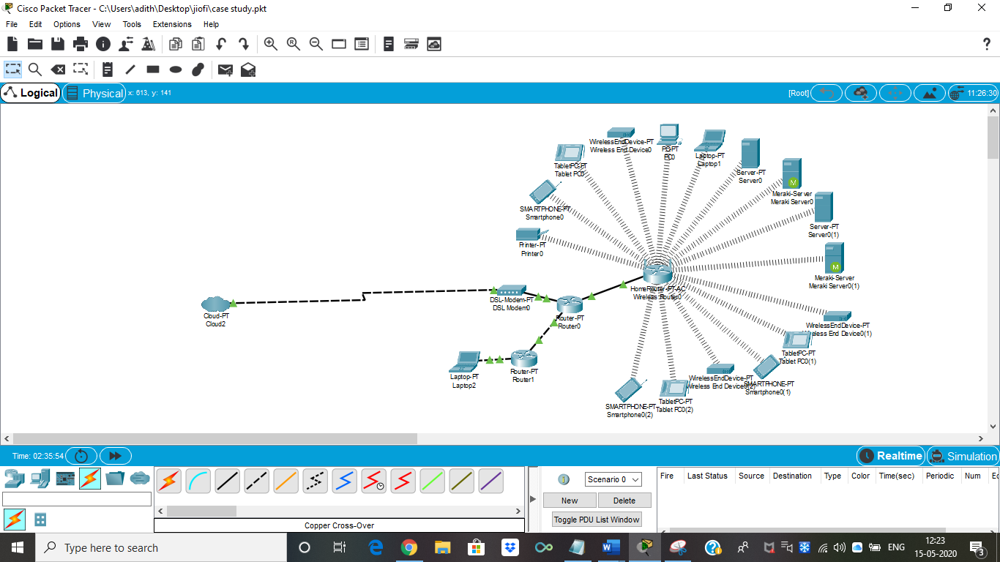 Cisco Packet Tracer - C:\Users\adith\Desktop\jiofi\case study.pkt
File Edit Options View Tools Extensions Help
?
Logical Physical x: 613, y: 141 [Root] 11:26:30
WirelessEndDevice-PT
Wireless End Device0
PC-PT
PC0
Laptop-PT
Laptop1
TabletPC-PT
Tablet PC0
Server-PT
Server0
Meraki-Server
Meraki Server0
SMARTPHONE-PT
Smartphone0
Server-PT
Server0(1)
Printer-PT
Printer0
Meraki-Server
Meraki Server0(1)
HomeRouter-PT-AC
Wireless Router0
DSL-Modem-PT
DSL Modem0
Cloud-PT
Cloud2
Router-PT
Router0
WirelessEndDevice-PT
Wireless End Device0(1)
TabletPC-PT
Tablet PC0(1)
Laptop-PT
Laptop2
Router-PT
Router1
WirelessEndDevice-PT
Wireless End Device0(2)
SMARTPHONE-PT
Smartphone0(1)
SMARTPHONE-PT
Smartphone0(2)
TabletPC-PT
Tablet PC0(2)
Time: 02:35:54 Realtime Simulation
Scenario 0
New Delete
Toggle PDU List Window
Fire Last Status Source Destination Type Color Time(sec) Periodic Num
Copper Cross-Over
Type here to search
ENG
12:23
15-05-2020
3